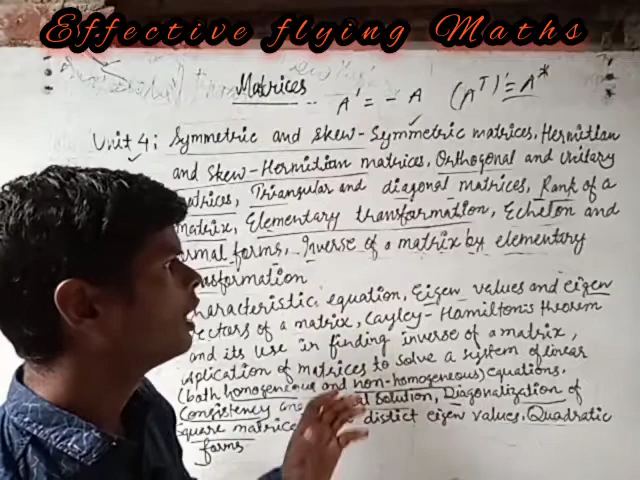 Effective flying Maths
Matrices
A' = - A (Aᵀ)' = A*
Unit 4: Symmetric and skew-Symmetric matrices, Hermitian
and skew-Hermitian matrices, Orthogonal and Unitary
matrices, Triangular and diagonal matrices, Rank of a
matrix, Elementary transformation, Echelon and
normal forms, Inverse of a matrix by elementary
transformation
characteristic equation, Eigen values and eigen
vectors of a matrix, Cayley-Hamilton's theorem
and its use in finding inverse of a matrix,
application of matrices to solve a system of linear
(both homogeneous and non-homogeneous) equations.
Consistency and Solution, Diagonalization of
Square matrices distict eigen values. Quadratic
forms